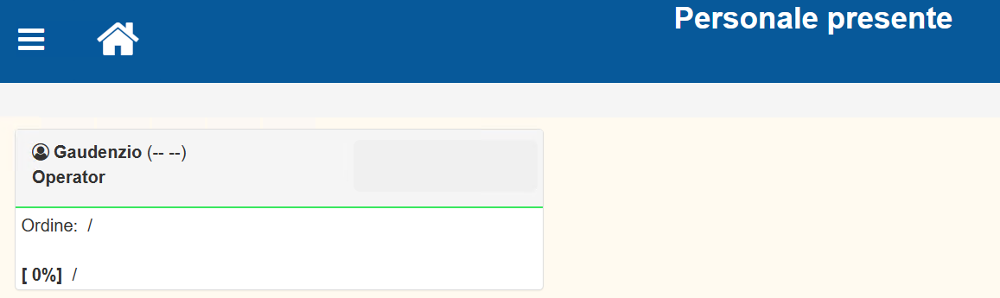 Personale presente
Gaudenzio (-- --)
Operator
Ordine: /
[ 0%] /